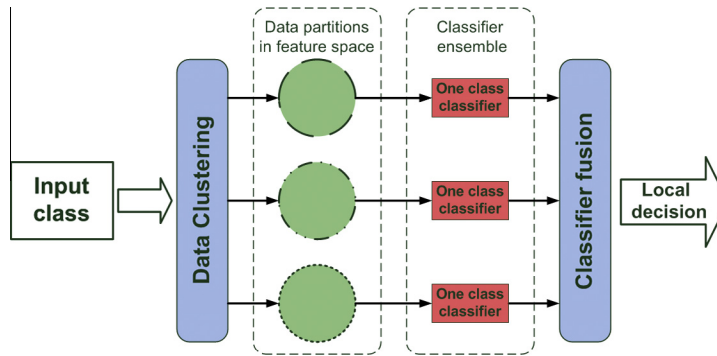 Data partitions
in feature space
Classifier
ensemble
Input
class
Data Clustering
One class
classifier
One class
classifier
One class
classifier
Classifier fusion
Local
decision